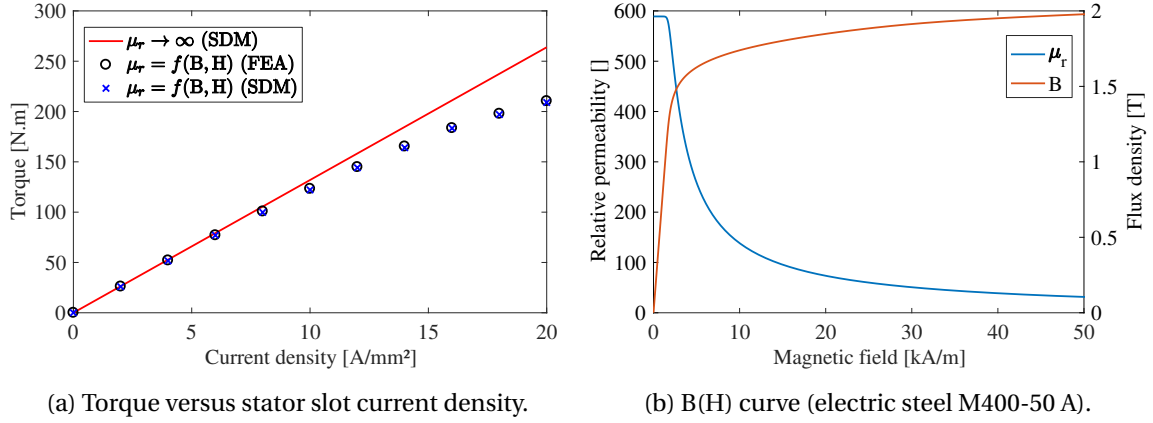 300
250
200
150
100
50
0
Torque [N.m]
μr → ∞ (SDM)
μr = f(B, H) (FEA)
μr = f(B, H) (SDM)
0 5 10 15 20
Current density [A/mm²]
(a) Torque versus stator slot current density.
600
500
400
300
200
100
0
Relative permeability []
μr
B
2
1.5
1
0.5
0
Flux density [T]
0 10 20 30 40 50
Magnetic field [kA/m]
(b) B(H) curve (electric steel M400-50 A).